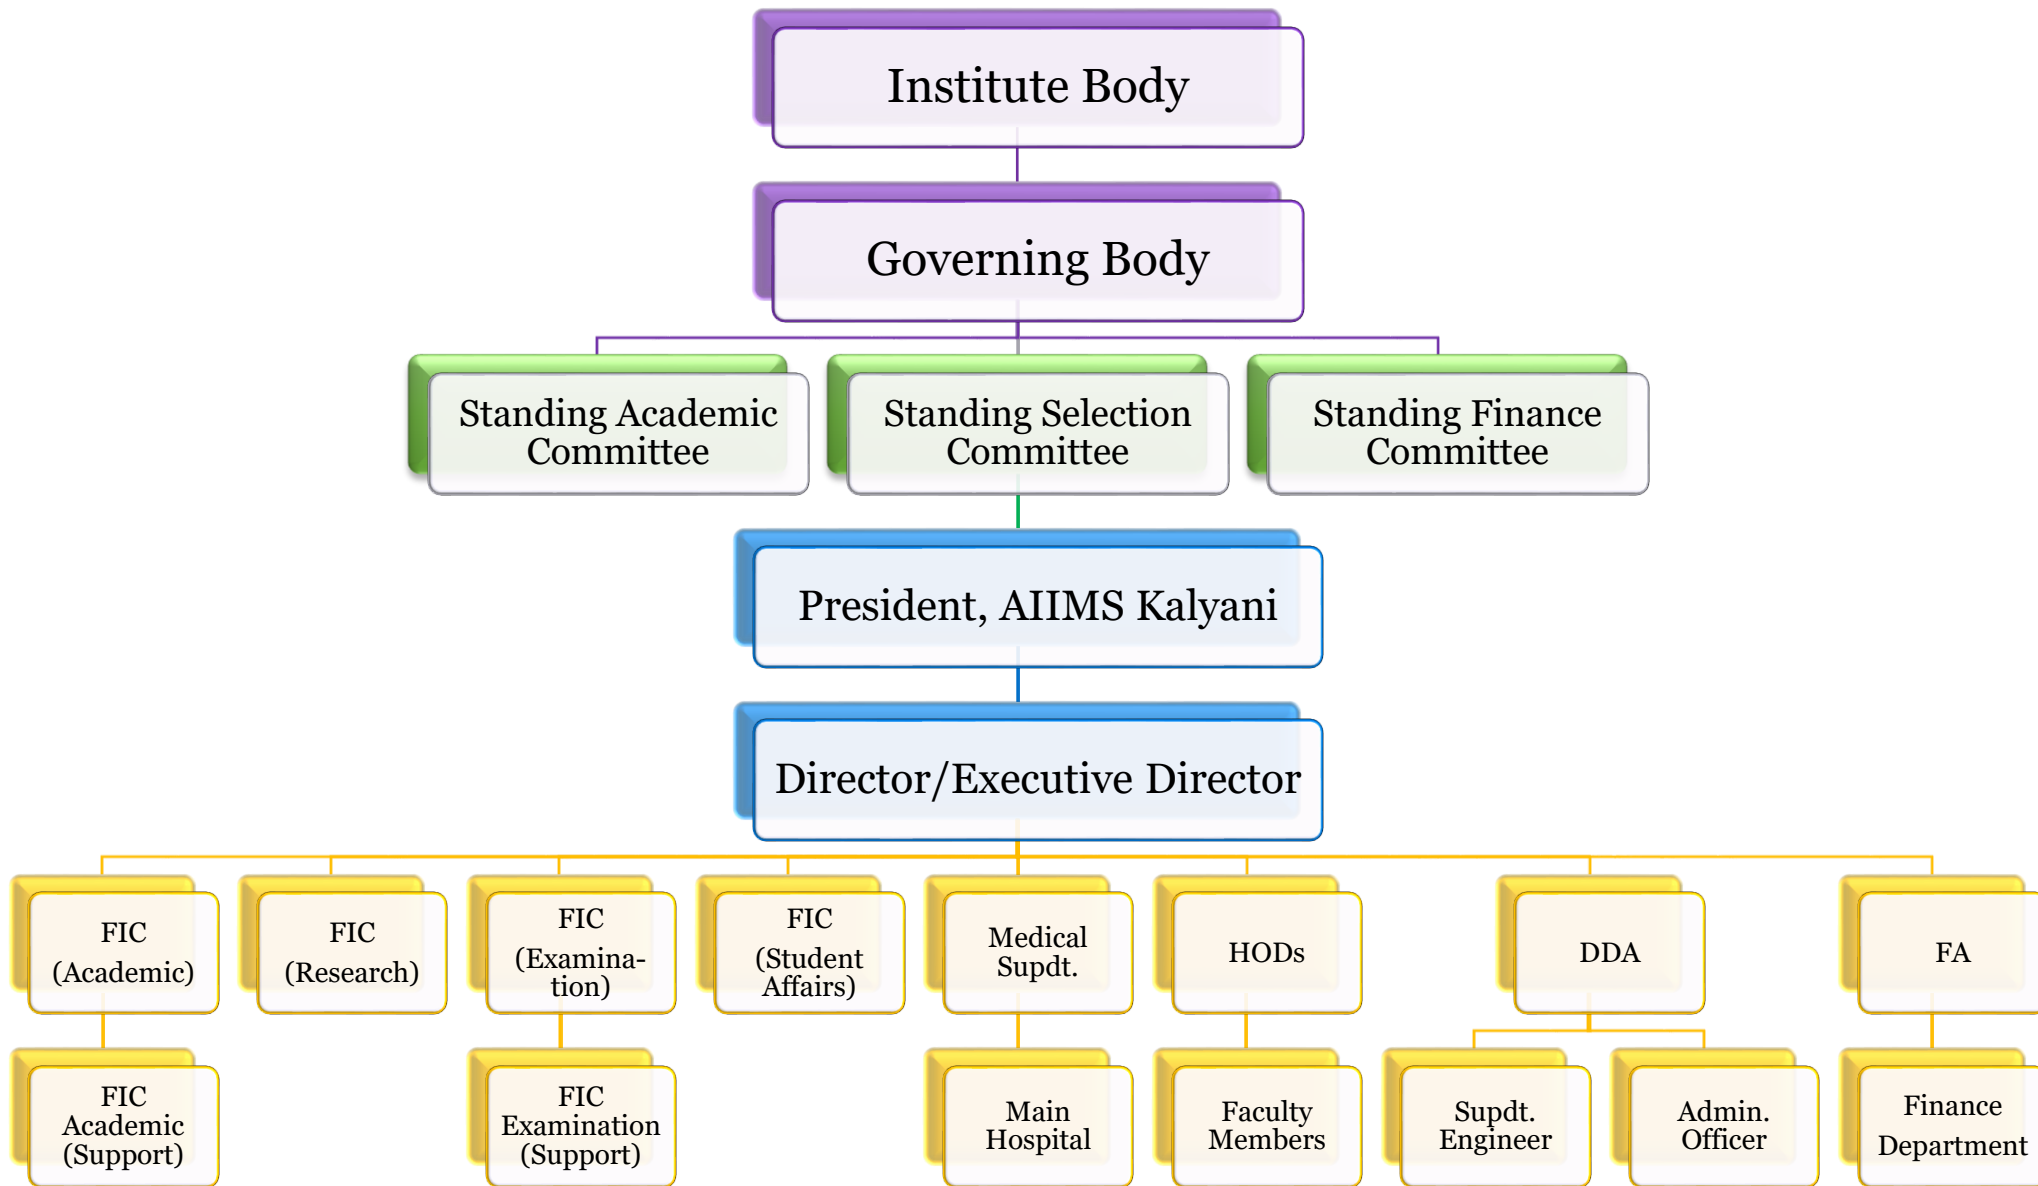 Institute Body
Governing Body
Standing Academic
Committee
Standing Selection
Committee
Standing Finance
Committee
President, AIIMS Kalyani
Director/Executive Director
FIC
(Academic)
FIC
(Research)
FIC
(Examina-
tion)
FIC
(Student
Affairs)
Medical
Supdt.
HODs
DDA
FA
FIC
Academic
(Support)
FIC
Examination
(Support)
Main
Hospital
Faculty
Members
Supdt.
Engineer
Admin.
Officer
Finance
Department